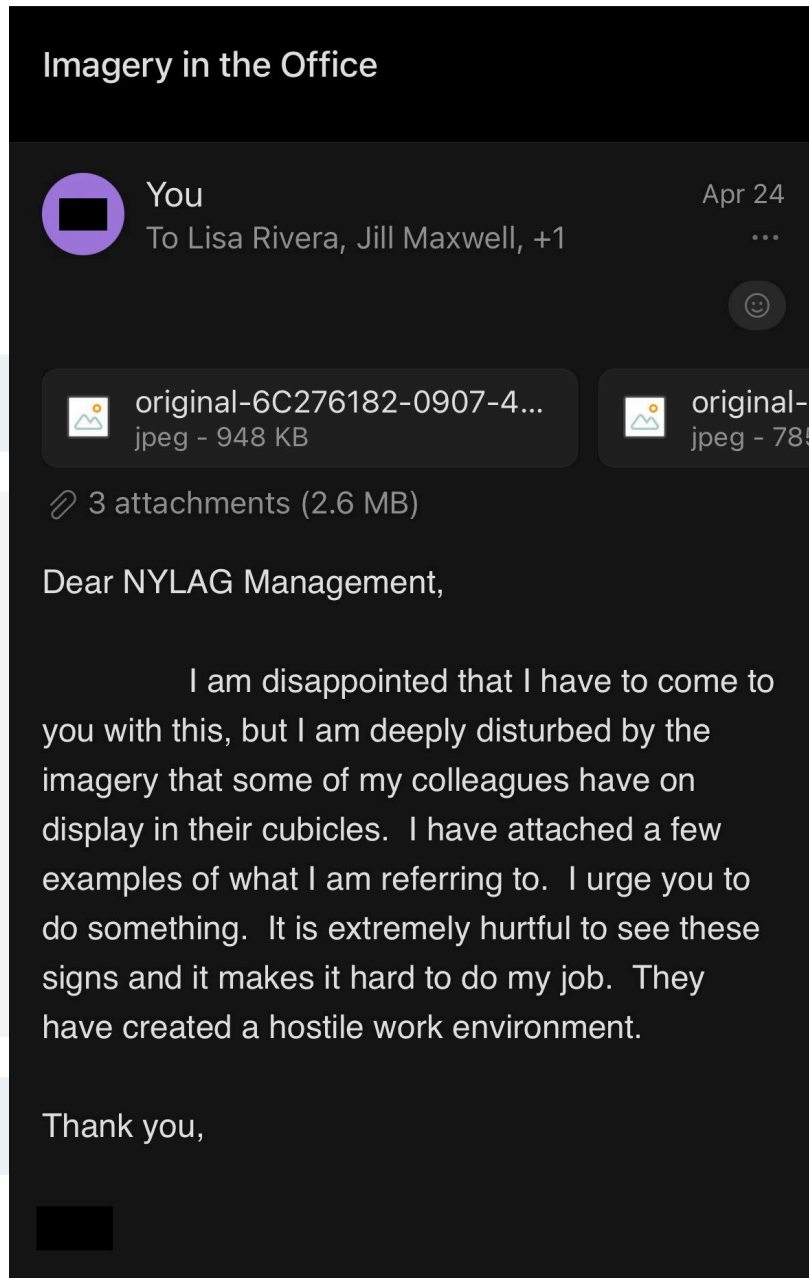 Imagery in the Office
You
Apr 24
To Lisa Rivera, Jill Maxwell, +1
original-6C276182-0907-4...
jpeg - 948 KB
original-
jpeg - 785
3 attachments (2.6 MB)
Dear NYLAG Management,
I am disappointed that I have to come to
you with this, but I am deeply disturbed by the
imagery that some of my colleagues have on
display in their cubicles.  I have attached a few
examples of what I am referring to.  I urge you to
do something.  It is extremely hurtful to see these
signs and it makes it hard to do my job.  They
have created a hostile work environment.
Thank you,